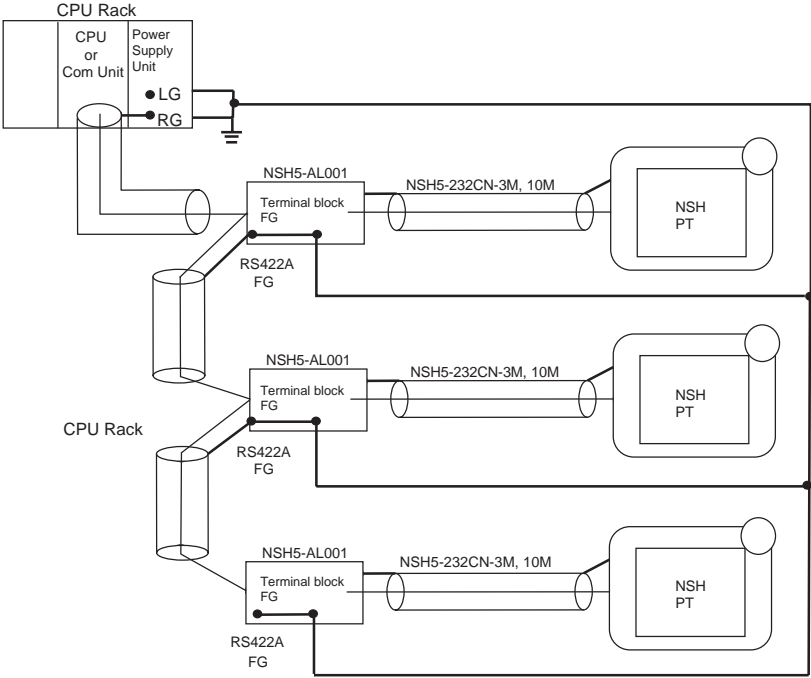 CPU Rack
CPU
or
Com Unit
Power
Supply
Unit
LG
RG
NSH5-AL001
Terminal block
FG
RS422A
FG
NSH5-232CN-3M, 10M
NSH
PT
NSH5-AL001
Terminal block
FG
RS422A
FG
NSH5-232CN-3M, 10M
NSH
PT
CPU Rack
NSH5-AL001
Terminal block
FG
RS422A
FG
NSH5-232CN-3M, 10M
NSH
PT